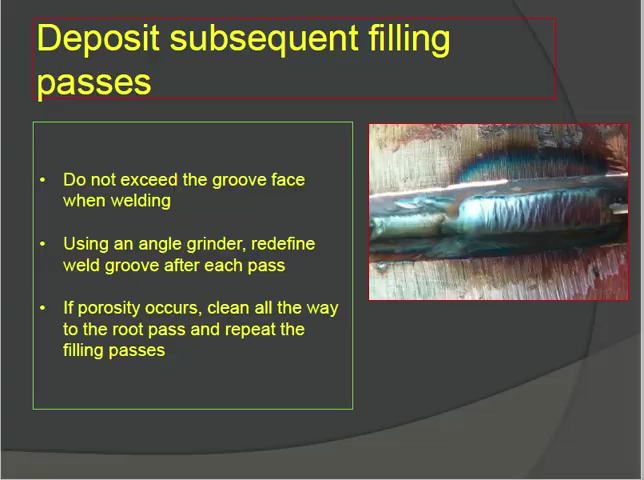 Deposit subsequent filling
passes
• Do not exceed the groove face
when welding
• Using an angle grinder, redefine
weld groove after each pass
• If porosity occurs, clean all the way
to the root pass and repeat the
filling passes